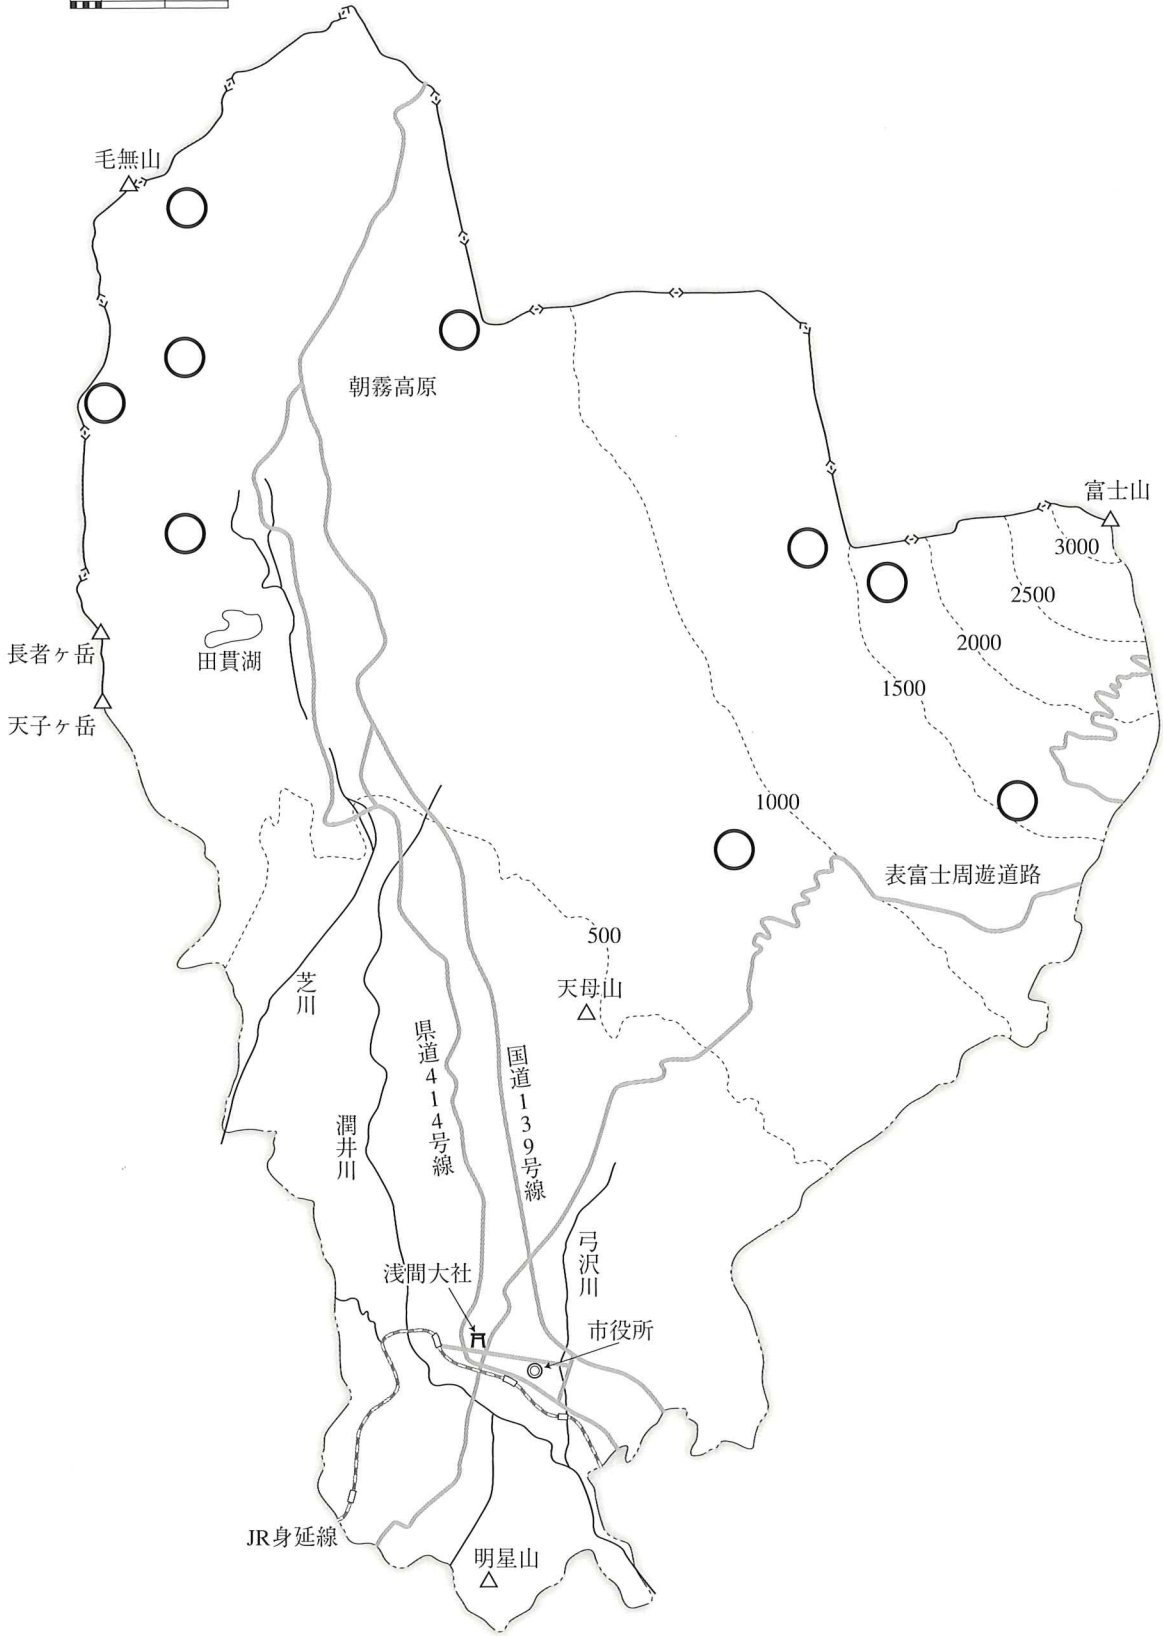 毛無山
朝霧高原
富士山
3000
2500
2000
1500
長者ヶ岳
田貫湖
天子ヶ岳
1000
表富士周遊道路
500
天母山
芝川
県道414号線
国道139号線
潤井川
弓沢川
浅間大社
市役所
JR身延線
明星山